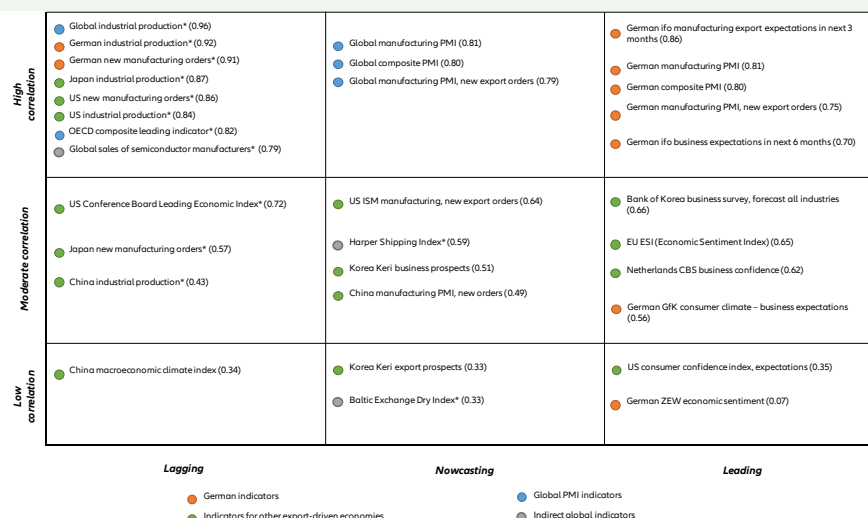 High
correlation
Global industrial production* (0.96)
German industrial production* (0.92)
German new manufacturing orders* (0.91)
Japan industrial production* (0.87)
US new manufacturing orders* (0.86)
US industrial production* (0.84)
OECD composite leading indicator* (0.82)
Global sales of semiconductor manufacturers* (0.79)
Global manufacturing PMI (0.81)
Global composite PMI (0.80)
Global manufacturing PMI, new export orders (0.79)
German ifo manufacturing export expectations in next 3
months (0.86)
German manufacturing PMI (0.81)
German composite PMI (0.80)
German manufacturing PMI, new export orders (0.75)
German ifo business expectations in next 6 months (0.70)
Moderate correlation
US Conference Board Leading Economic Index* (0.72)
Japan new manufacturing orders* (0.57)
China industrial production* (0.43)
US ISM manufacturing, new export orders (0.64)
Harper Shipping Index* (0.59)
Korea Keri business prospects (0.51)
China manufacturing PMI, new orders (0.49)
Bank of Korea business survey, forecast all industries
(0.66)
EU ESI (Economic Sentiment Index) (0.65)
Netherlands CBS business confidence (0.62)
German GfK consumer climate – business expectations
(0.56)
Low
correlation
China macroeconomic climate index (0.34)
Korea Keri export prospects (0.33)
Baltic Exchange Dry Index* (0.33)
US consumer confidence index, expectations (0.35)
German ZEW economic sentiment (0.07)
Lagging
Nowcasting
Leading
German indicators
Global PMI indicators
Indicators for other export-driven economies
Indirect global indicators